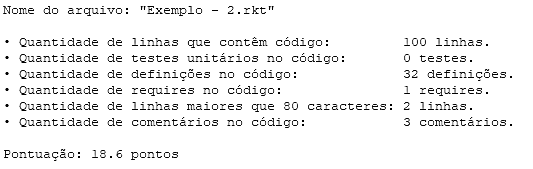 Nome do arquivo: "Exemplo - 2.rkt"
• Quantidade de linhas que contêm código: 100 linhas.
• Quantidade de testes unitários no código: 0 testes.
• Quantidade de definições no código: 32 definições.
• Quantidade de requires no código: 1 requires.
• Quantidade de linhas maiores que 80 caracteres: 2 linhas.
• Quantidade de comentários no código: 3 comentários.
Pontuação: 18.6 pontos